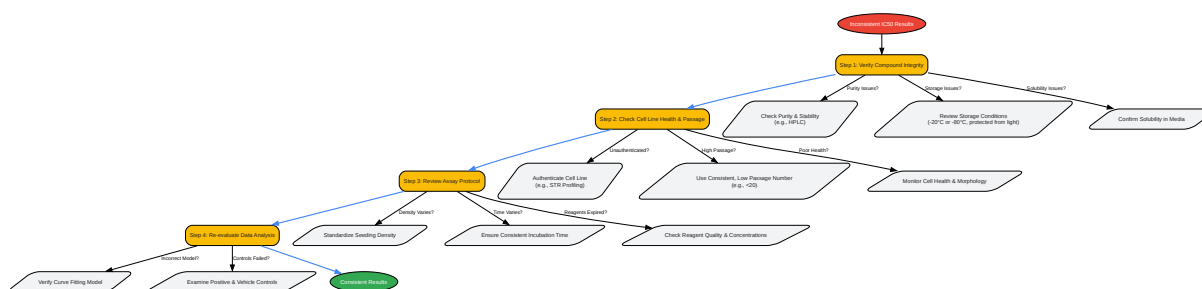 Inconsistent IC50 Results
Step 1: Verify Compound Integrity
Purity Issues?
Storage Issues?
Solubility Issues?
Step 2: Check Cell Line Health & Passage
Check Purity & Stability
(e.g., HPLC)
Review Storage Conditions
(-20°C or -80°C, protected from light)
Confirm Solubility in Media
Unauthenticated?
High Passage?
Poor Health?
Step 3: Review Assay Protocol
Authenticate Cell Line
(e.g., STR Profiling)
Use Consistent, Low Passage Number
(e.g., <20)
Monitor Cell Health & Morphology
Density Varies?
Time Varies?
Reagents Expired?
Step 4: Re-evaluate Data Analysis
Standardize Seeding Density
Ensure Consistent Incubation Time
Check Reagent Quality & Concentrations
Incorrect Model?
Controls Failed?
Verify Curve Fitting Model
Examine Positive & Vehicle Controls
Consistent Results